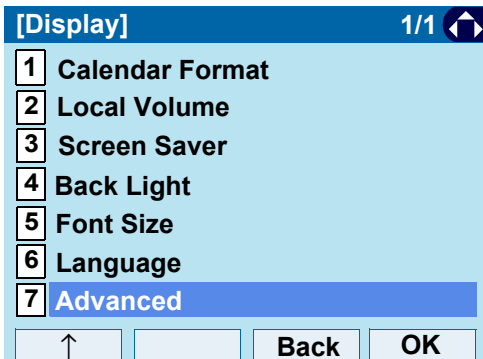 [Display] 1/1
1 Calendar Format
2 Local Volume
3 Screen Saver
4 Back Light
5 Font Size
6 Language
7 Advanced
↑ Back OK